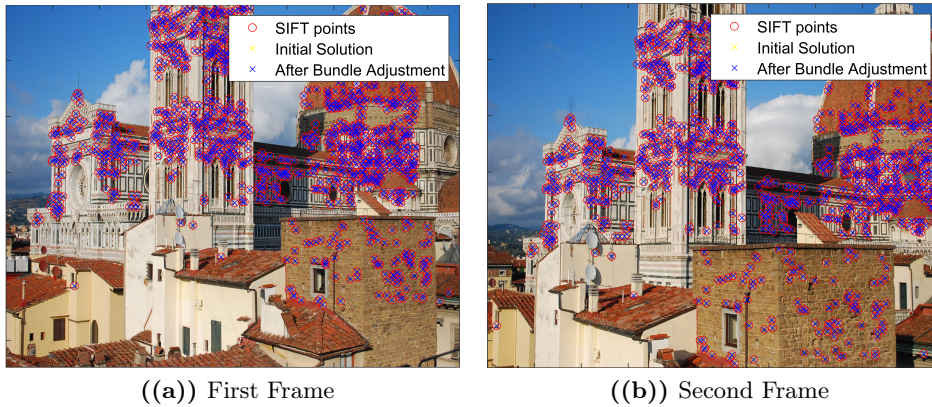 SIFT points
Initial Solution
After Bundle Adjustment
SIFT points
Initial Solution
After Bundle Adjustment
((a)) First Frame
((b)) Second Frame